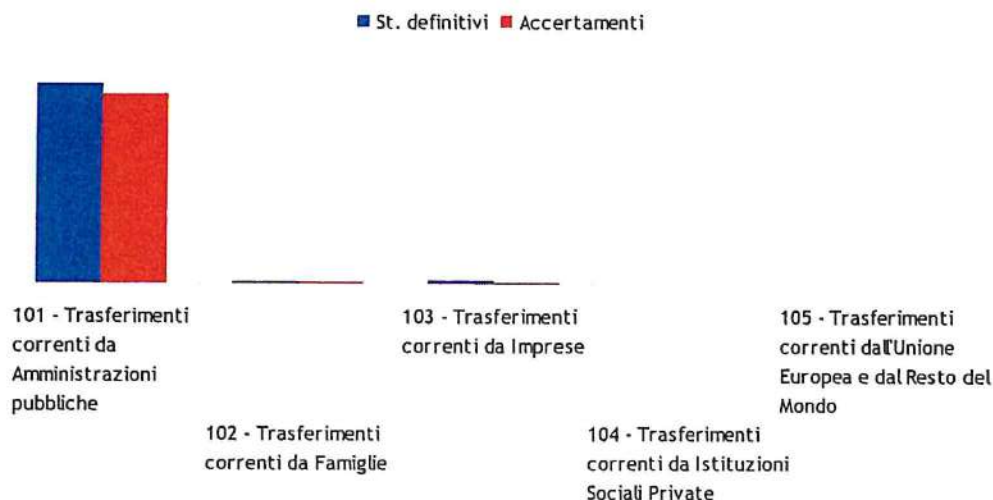 St. definitivi Accertamenti
101 - Trasferimenti
correnti da
Amministrazioni
pubbliche
102 - Trasferimenti
correnti da Famiglie
103 - Trasferimenti
correnti da Imprese
104 - Trasferimenti
correnti da Istituzioni
Sociali Private
105 - Trasferimenti
correnti dall'Unione
Europea e dal Resto del
Mondo